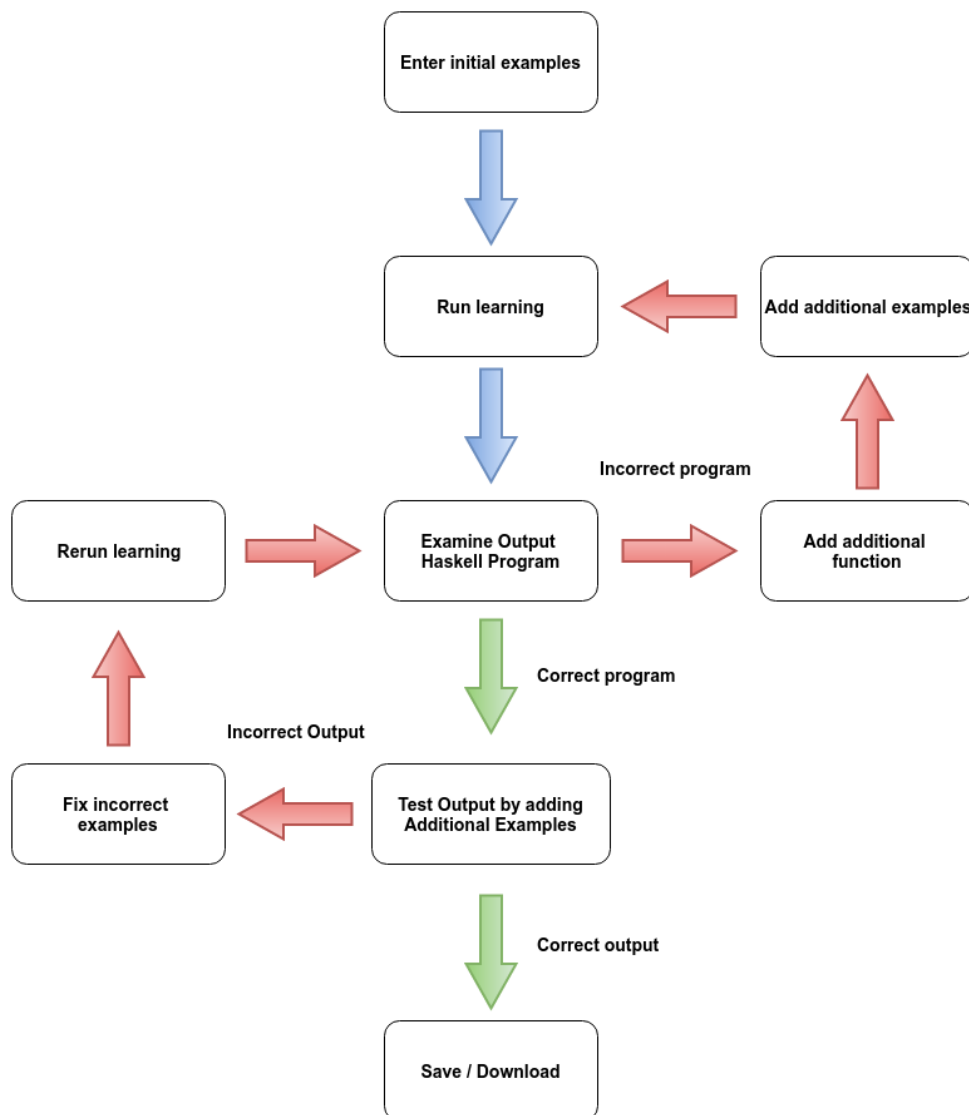 Enter initial examples
Run learning
Add additional examples
Incorrect program
Rerun learning
Examine Output
Haskell Program
Add additional
function
Correct program
Incorrect Output
Fix incorrect
examples
Test Output by adding
Additional Examples
Correct output
Save / Download